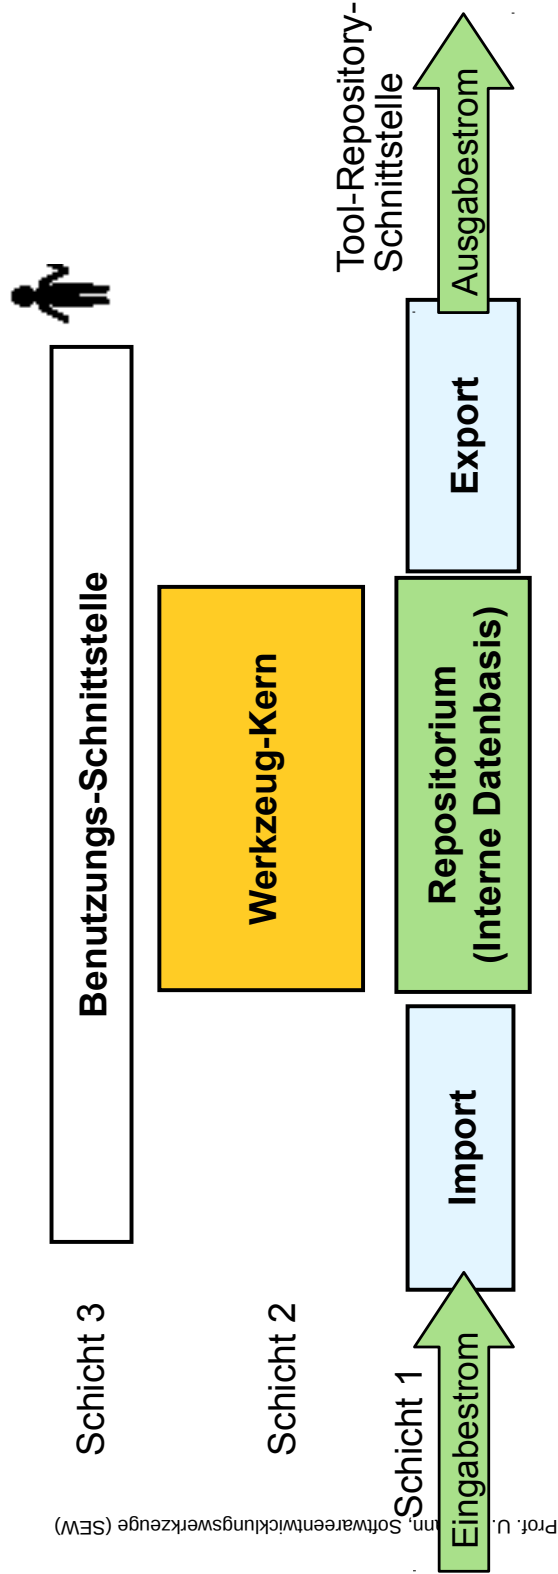 Schicht 3
Benutzungs-Schnittstelle
Schicht 2
Werkzeug-Kern
Tool-Repository-
Schnittstelle
Schicht 1
Eingabestrom
Import
Repositorium
(Interne Datenbasis)
Export
Ausgabestrom
Prof. U. Softwareentwicklungswerkzeuge (SEW)